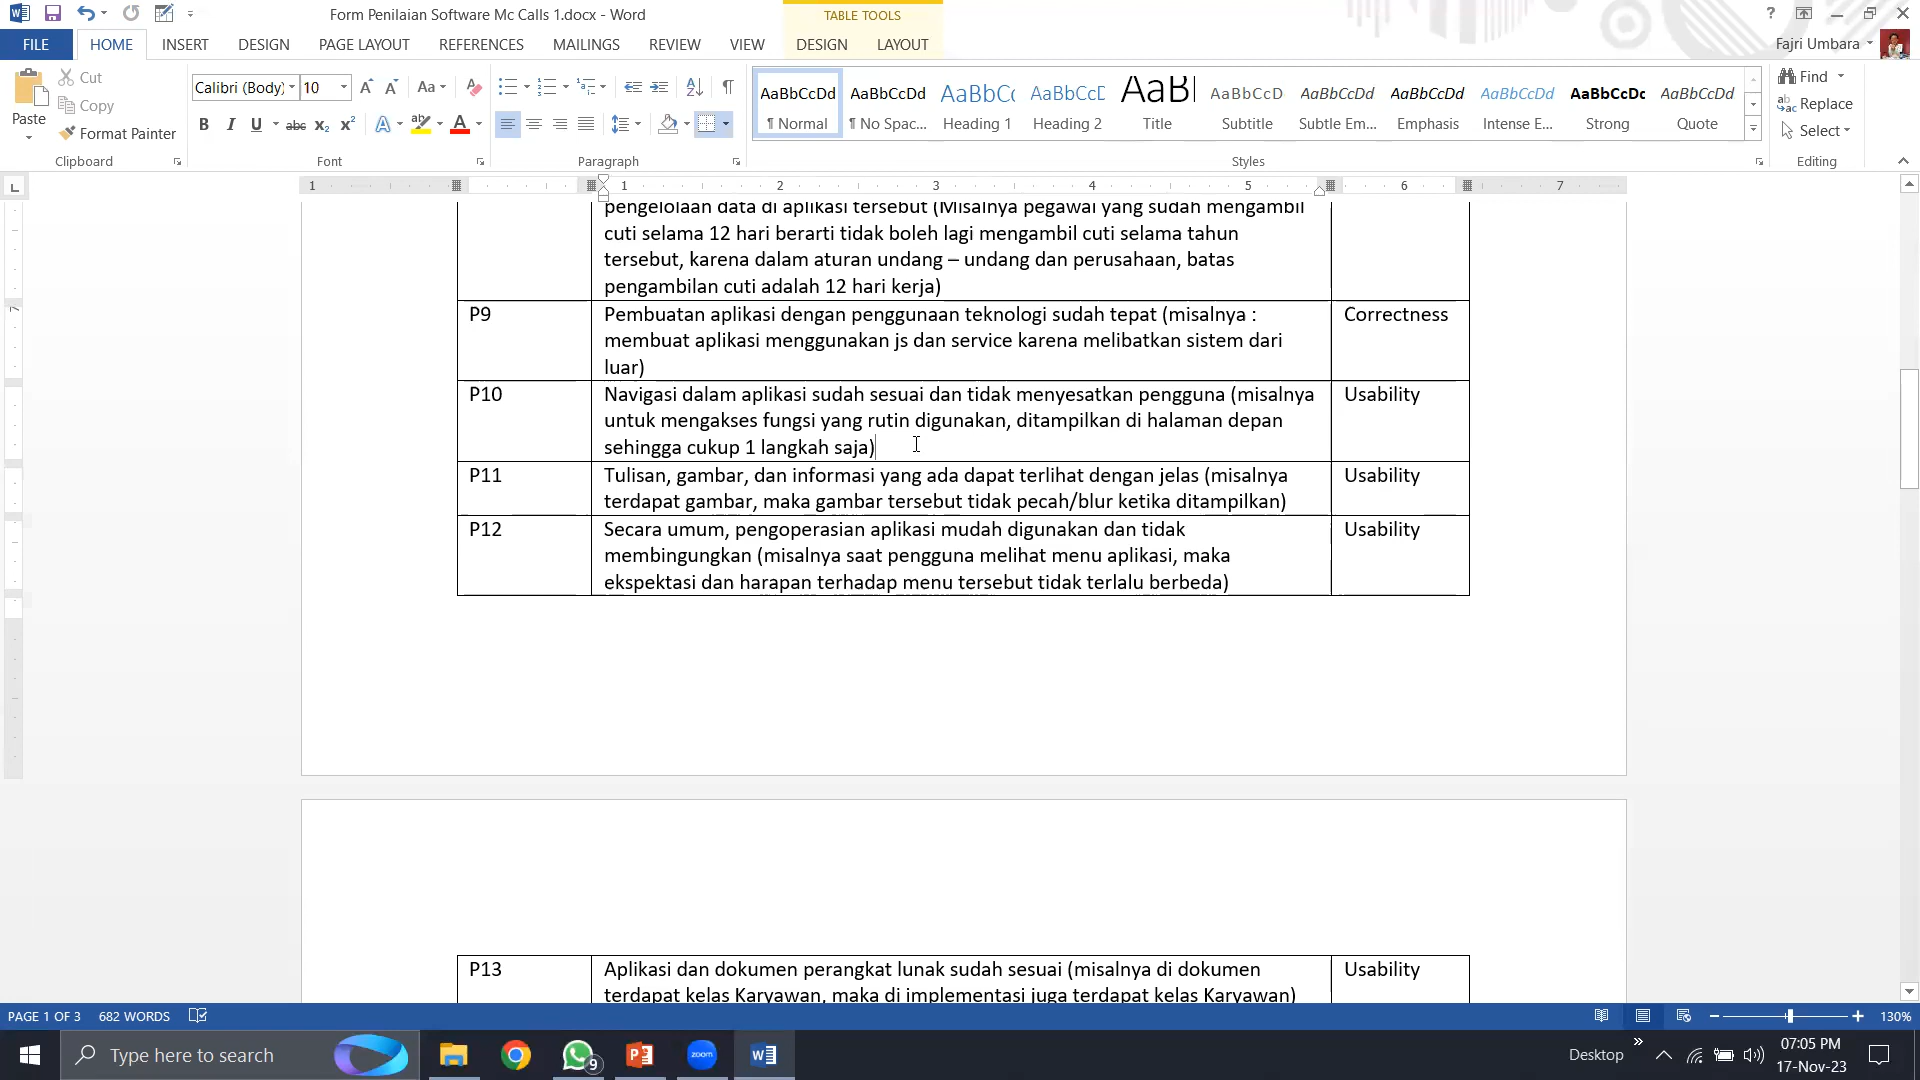 Form Penilaian Software Mc Calls 1.docx - Word
TABLE TOOLS
FILE
HOME
INSERT
DESIGN
PAGE LAYOUT
REFERENCES
MAILINGS
REVIEW
VIEW
DESIGN
LAYOUT
Fajri Umbara
Paste
Cut
Copy
Format Painter
Clipboard
Calibri (Body)
10
Font
Paragraph
AaBbCcDd
¶ Normal
AaBbCcDd
¶ No Spac...
AaBbCc
Heading 1
AaBbCcD
Heading 2
AaB
Title
AaBbCcD
Subtitle
AaBbCcDd
Subtle Em...
AaBbCcDd
Emphasis
AaBbCcDd
Intense E...
AaBbCcDc
Strong
AaBbCcDd
Quote
Styles
Find
Replace
Select
Editing
1 1 2 3 4 5 6 7
pengelolaan data di aplikasi tersebut (Misalnya pegawai yang sudah mengambil
cuti selama 12 hari berarti tidak boleh lagi mengambil cuti selama tahun
tersebut, karena dalam aturan undang – undang dan perusahaan, batas
pengambilan cuti adalah 12 hari kerja)
P9
Pembuatan aplikasi dengan penggunaan teknologi sudah tepat (misalnya :
membuat aplikasi menggunakan js dan service karena melibatkan sistem dari
luar)
Correctness
P10
Navigasi dalam aplikasi sudah sesuai dan tidak menyesatkan pengguna (misalnya
untuk mengakses fungsi yang rutin digunakan, ditampilkan di halaman depan
sehingga cukup 1 langkah saja)
Usability
P11
Tulisan, gambar, dan informasi yang ada dapat terlihat dengan jelas (misalnya
terdapat gambar, maka gambar tersebut tidak pecah/blur ketika ditampilkan)
Usability
P12
Secara umum, pengoperasian aplikasi mudah digunakan dan tidak
membingungkan (misalnya saat pengguna melihat menu aplikasi, maka
ekspektasi dan harapan terhadap menu tersebut tidak terlalu berbeda)
Usability
P13
Aplikasi dan dokumen perangkat lunak sudah sesuai (misalnya di dokumen
terdapat kelas Karyawan, maka di implementasi juga terdapat kelas Karyawan)
Usability
PAGE 1 OF 3
682 WORDS
130%
Type here to search
9
zoom
Desktop
07:05 PM
17-Nov-23